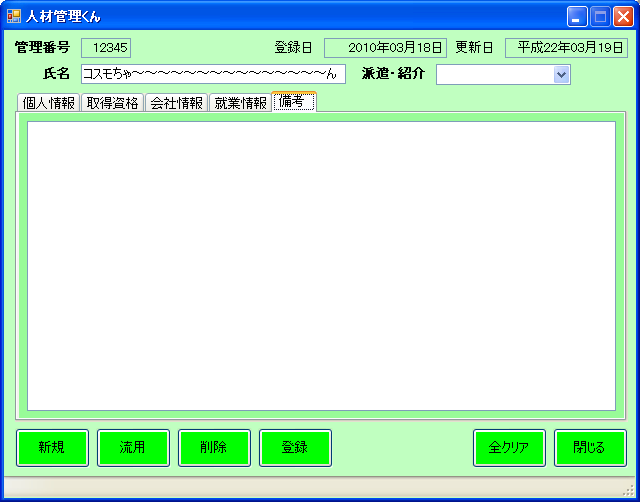 人材管理くん
管理番号 12345 登録日 2010年03月18日 更新日 平成22年03月19日
氏名 コスモちゃ～～～～～～～～～～～～～～～ん 派遣・紹介
個人情報 取得資格 会社情報 就業情報 備考
新規 流用 削除 登録 全クリア 閉じる